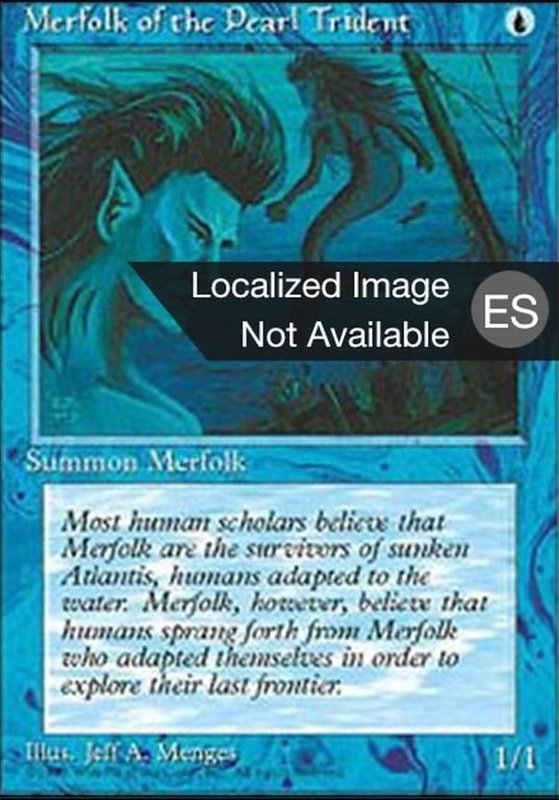 Merfolk of the Pearl Trident
Localized Image
Not Available
ES
Summon Merfolk
Most human scholars believe that
Merfolk are the survivors of sunken
Atlantis, humans adapted to the
water. Merfolk, however, believe that
humans sprang forth from Merfolk
who adapted themselves in order to
explore their last frontier.
Illus. Jeff A. Menges
1/1